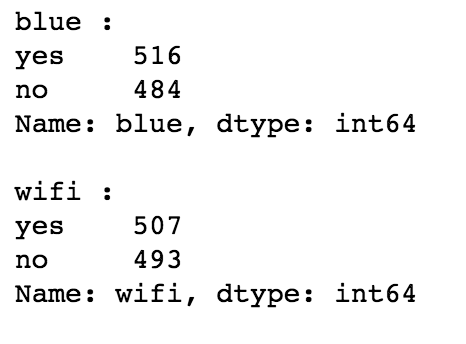 blue :
yes    516
no     484
Name: blue, dtype: int64
wifi :
yes    507
no     493
Name: wifi, dtype: int64